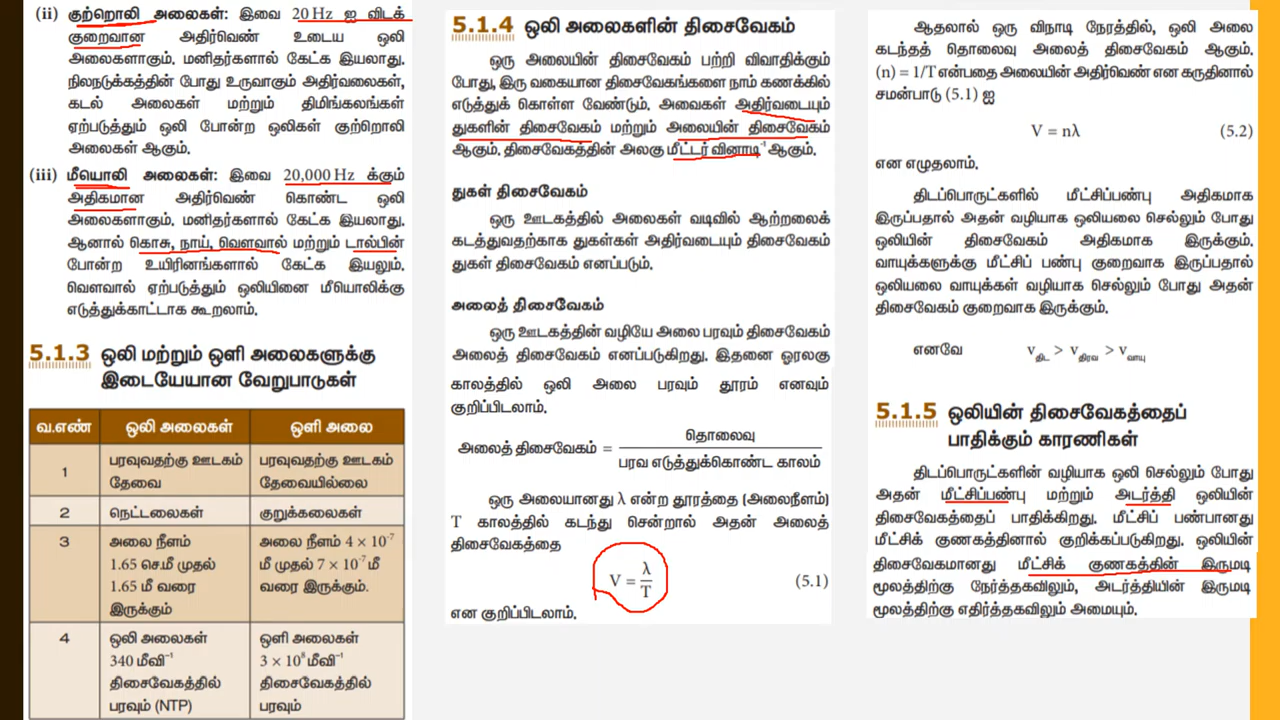 (ii) குற்றொலி அலைகள்: இவை 20 Hz ஐ விடக்
குறைவான அதிர்வெண் உடைய ஒலி
அலைகளாகும். மனிதர்களால் கேட்க இயலாது.
நிலநடுக்கத்தின் போது உருவாகும் அதிர்வலைகள்,
கடல் அலைகள் மற்றும் திமிங்கலங்கள்
ஏற்படுத்தும் ஒலி போன்ற ஒலிகள் குற்றொலி
அலைகள் ஆகும்.
(iii) மீயொலி அலைகள்: இவை 20,000 Hz க்கும்
அதிகமான அதிர்வெண் கொண்ட ஒலி
அலைகளாகும். மனிதர்களால் கேட்க இயலாது.
ஆனால் கொசு, நாய், வௌவால் மற்றும் டால்பின்
போன்ற உயிரினங்களால் கேட்க இயலும்.
வௌவால் ஏற்படுத்தும் ஒலியினை மீயொலிக்கு
எடுத்துக்காட்டாக கூறலாம்.
5.1.3 ஒலி மற்றும் ஒளி அலைகளுக்கு
இடையேயான வேறுபாடுகள்
வ.எண் ஒலி அலைகள் ஒளி அலை
1 பரவுவதற்கு ஊடகம் பரவுவதற்கு ஊடகம்
தேவை தேவையில்லை
2 நெட்டலைகள் குறுக்கலைகள்
3 அலை நீளம் அலை நீளம் 4 × 10⁻⁷
1.65 செ.மீ முதல் மீ முதல் 7 × 10⁻⁷ மீ
1.65 மீ வரை வரை இருக்கும்.
இருக்கும்
4 ஒலி அலைகள் ஒளி அலைகள்
340 மீவி⁻¹ 3 × 10⁸ மீவி⁻¹
திசைவேகத்தில் திசைவேகத்தில்
பரவும் (NTP) பரவும்
5.1.4 ஒலி அலைகளின் திசைவேகம்
ஒரு அலையின் திசைவேகம் பற்றி விவாதிக்கும்
போது, இரு வகையான திசைவேகங்களை நாம் கணக்கில்
எடுத்துக் கொள்ள வேண்டும். அவைகள் அதிர்வடையும்
துகளின் திசைவேகம் மற்றும் அலையின் திசைவேகம்
ஆகும். திசைவேகத்தின் அலகு மீட்டர் வினாடி⁻¹ ஆகும்.
துகள் திசைவேகம்
ஒரு ஊடகத்தில் அலைகள் வடிவில் ஆற்றலைக்
கடத்துவதற்காக துகள்கள் அதிர்வடையும் திசைவேகம்
துகள் திசைவேகம் எனப்படும்.
அலைத் திசைவேகம்
ஒரு ஊடகத்தின் வழியே அலை பரவும் திசைவேகம்
அலைத் திசைவேகம் எனப்படுகிறது. இதனை ஓரலகு
காலத்தில் ஒலி அலை பரவும் தூரம் எனவும்
குறிப்பிடலாம்.
அலைத் திசைவேகம் = தொலைவு / பரவ எடுத்துக்கொண்ட காலம்
ஒரு அலையானது λ என்ற தூரத்தை (அலைநீளம்)
T காலத்தில் கடந்து சென்றால் அதன் அலைத்
திசைவேகத்தை
V = λ / T (5.1)
என குறிப்பிடலாம்.
ஆதலால் ஒரு விநாடி நேரத்தில், ஒலி அலை
கடந்தத் தொலைவு அலைத் திசைவேகம் ஆகும்.
(n) = 1/T என்பதை அலையின் அதிர்வெண் என கருதினால்
சமன்பாடு (5.1) ஐ
V = nλ (5.2)
என எழுதலாம்.
திடப்பொருட்களில் மீட்சிப்பண்பு அதிகமாக
இருப்பதால் அதன் வழியாக ஒலியலை செல்லும் போது
ஒலியின் திசைவேகம் அதிகமாக இருக்கும்.
வாயுக்களுக்கு மீட்சிப் பண்பு குறைவாக இருப்பதால்
ஒலியலை வாயுக்கள் வழியாக செல்லும் போது அதன்
திசைவேகம் குறைவாக இருக்கும்.
எனவே v திட > v திரவ > v வாயு
5.1.5 ஒலியின் திசைவேகத்தைப்
பாதிக்கும் காரணிகள்
திடப்பொருட்களின் வழியாக ஒலி செல்லும் போது
அதன் மீட்சிப்பண்பு மற்றும் அடர்த்தி ஒலியின்
திசைவேகத்தைப் பாதிக்கிறது. மீட்சிப் பண்பானது
மீட்சிக் குணகத்தினால் குறிக்கப்படுகிறது. ஒலியின்
திசைவேகமானது மீட்சிக் குணகத்தின் இருமடி
மூலத்திற்கு நேர்த்தகவிலும், அடர்த்தியின் இருமடி
மூலத்திற்கு எதிர்த்தகவிலும் அமையும்.